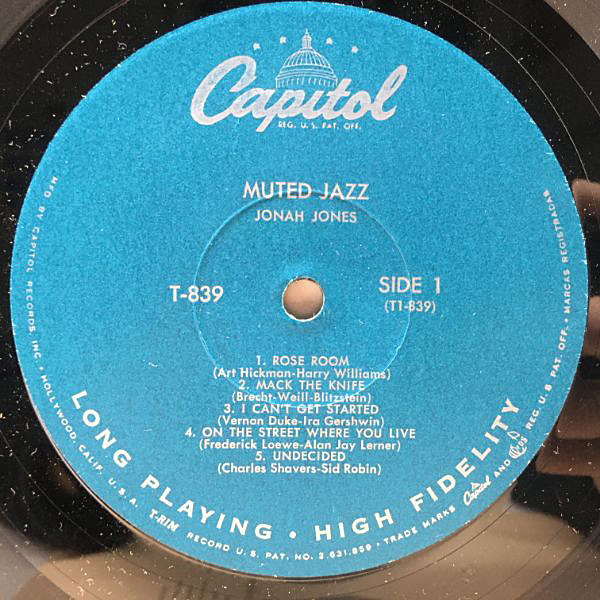 Capitol
REG. U. S. PAT. OFF.
MUTED JAZZ
JONAH JONES
T-839
SIDE 1
(T1-839)
1. ROSE ROOM
(Art Hickman-Harry Williams)
2. MACK THE KNIFE
(Brecht-Weill-Blitzstein)
3. I CAN'T GET STARTED
(Vernon Duke-Ira Gershwin)
4. ON THE STREET WHERE YOU LIVE
(Frederick Loewe-Alan Jay Lerner)
5. UNDECIDED
(Charles Shavers-Sid Robin)
LONG PLAYING • HIGH FIDELITY
MFD. BY CAPITOL RECORDS, INC. • HOLLYWOOD, CALIF., U. S. A. T-RIM RECORD U.S. PAT. NO. 2,631,859 • TRADE MARKS Capitol AND REG. U.S. PAT. OFF. • MARCAS REGISTRADAS